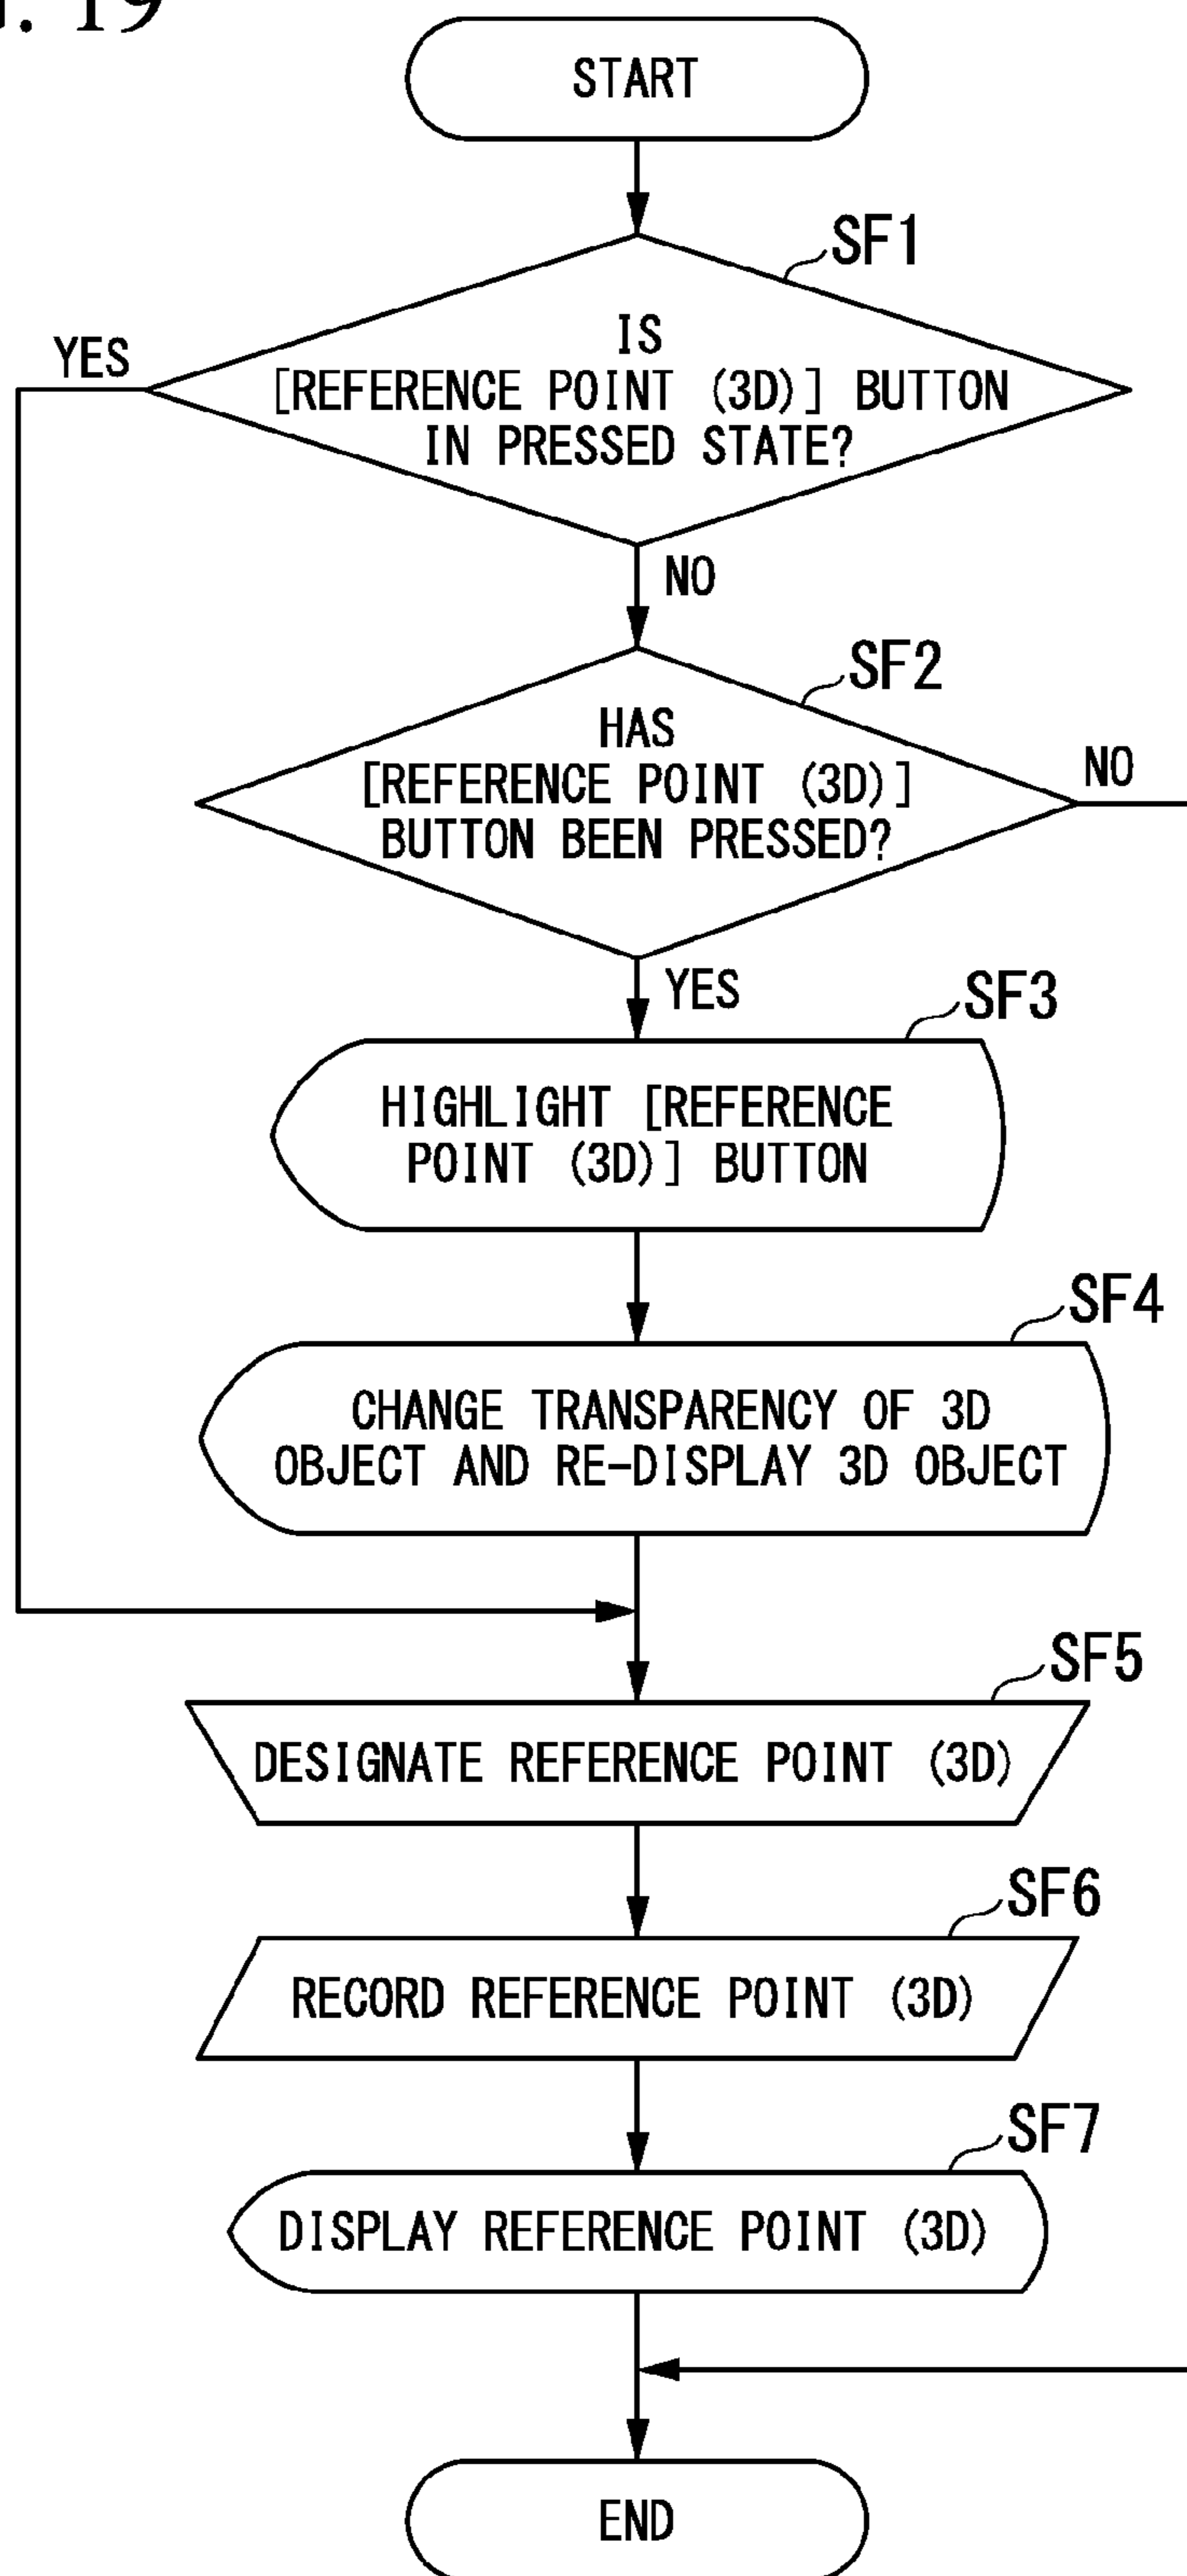 . 19
START
SF1
YES
IS
[REFERENCE POINT (3D)] BUTTON
IN PRESSED STATE?
NO
SF2
HAS
[REFERENCE POINT (3D)]
BUTTON BEEN PRESSED?
NO
YES
SF3
HIGHLIGHT [REFERENCE
POINT (3D)] BUTTON
SF4
CHANGE TRANSPARENCY OF 3D
OBJECT AND RE-DISPLAY 3D OBJECT
SF5
DESIGNATE REFERENCE POINT (3D)
SF6
RECORD REFERENCE POINT (3D)
SF7
DISPLAY REFERENCE POINT (3D)
END